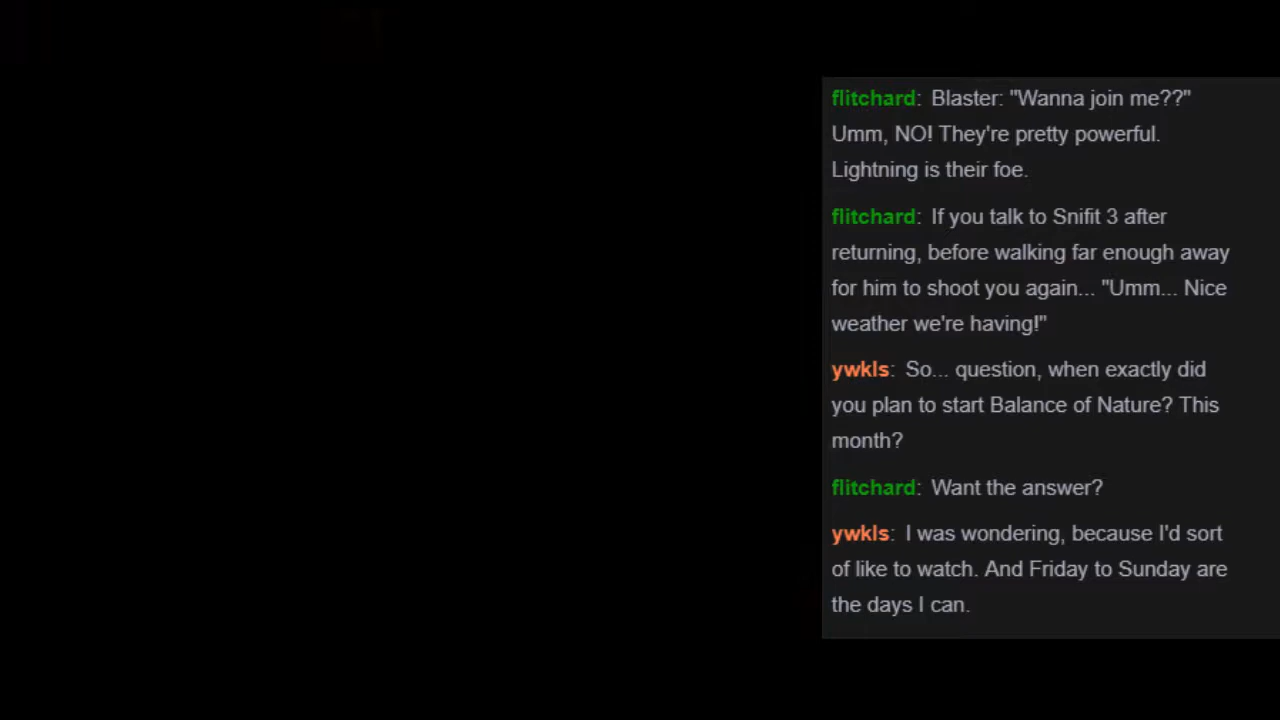 flitchard: Blaster: "Wanna join me??"
Umm, NO! They're pretty powerful.
Lightning is their foe.
flitchard: If you talk to Snifit 3 after
returning, before walking far enough away
for him to shoot you again... "Umm... Nice
weather we're having!"
ywkls: So... question, when exactly did
you plan to start Balance of Nature? This
month?
flitchard: Want the answer?
ywkls: I was wondering, because I'd sort
of like to watch. And Friday to Sunday are
the days I can.